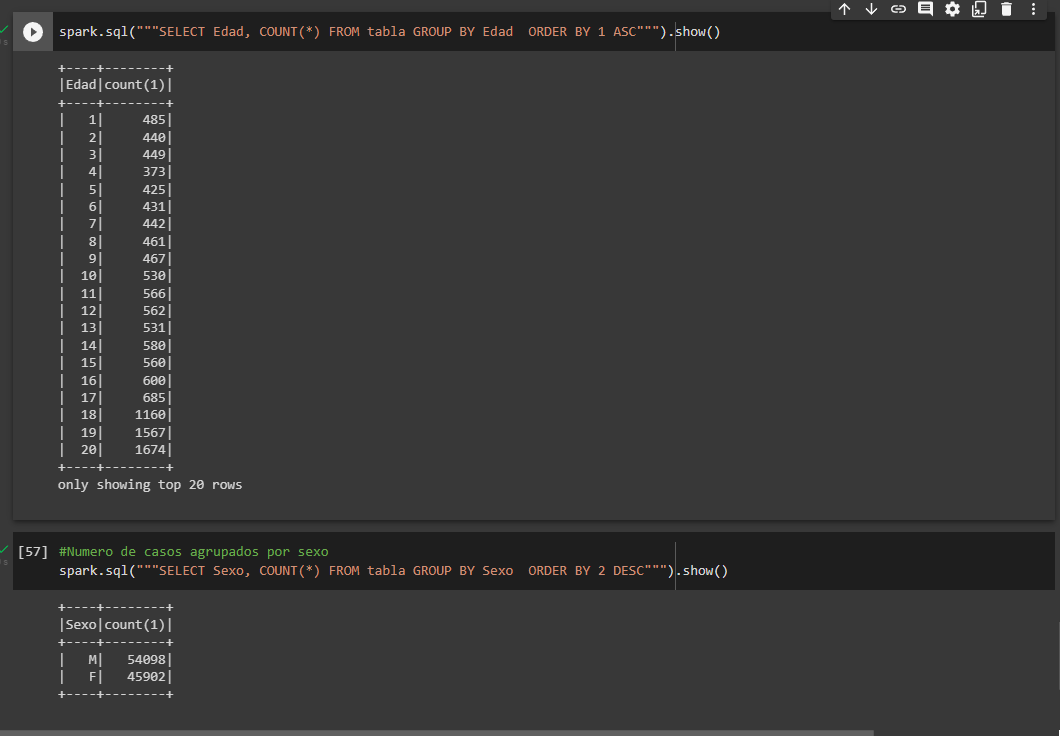 spark.sql("""SELECT Edad, COUNT(*) FROM tabla GROUP BY Edad  ORDER BY 1 ASC""").show()
+----+--------+
|Edad|count(1)|
+----+--------+
|   1|     485|
|   2|     440|
|   3|     449|
|   4|     373|
|   5|     425|
|   6|     431|
|   7|     442|
|   8|     461|
|   9|     467|
|  10|     530|
|  11|     566|
|  12|     562|
|  13|     531|
|  14|     580|
|  15|     560|
|  16|     600|
|  17|     685|
|  18|    1160|
|  19|    1567|
|  20|    1674|
+----+--------+
only showing top 20 rows
[57] #Numero de casos agrupados por sexo
spark.sql("""SELECT Sexo, COUNT(*) FROM tabla GROUP BY Sexo  ORDER BY 2 DESC""").show()
+----+--------+
|Sexo|count(1)|
+----+--------+
|   M|   54098|
|   F|   45902|
+----+--------+